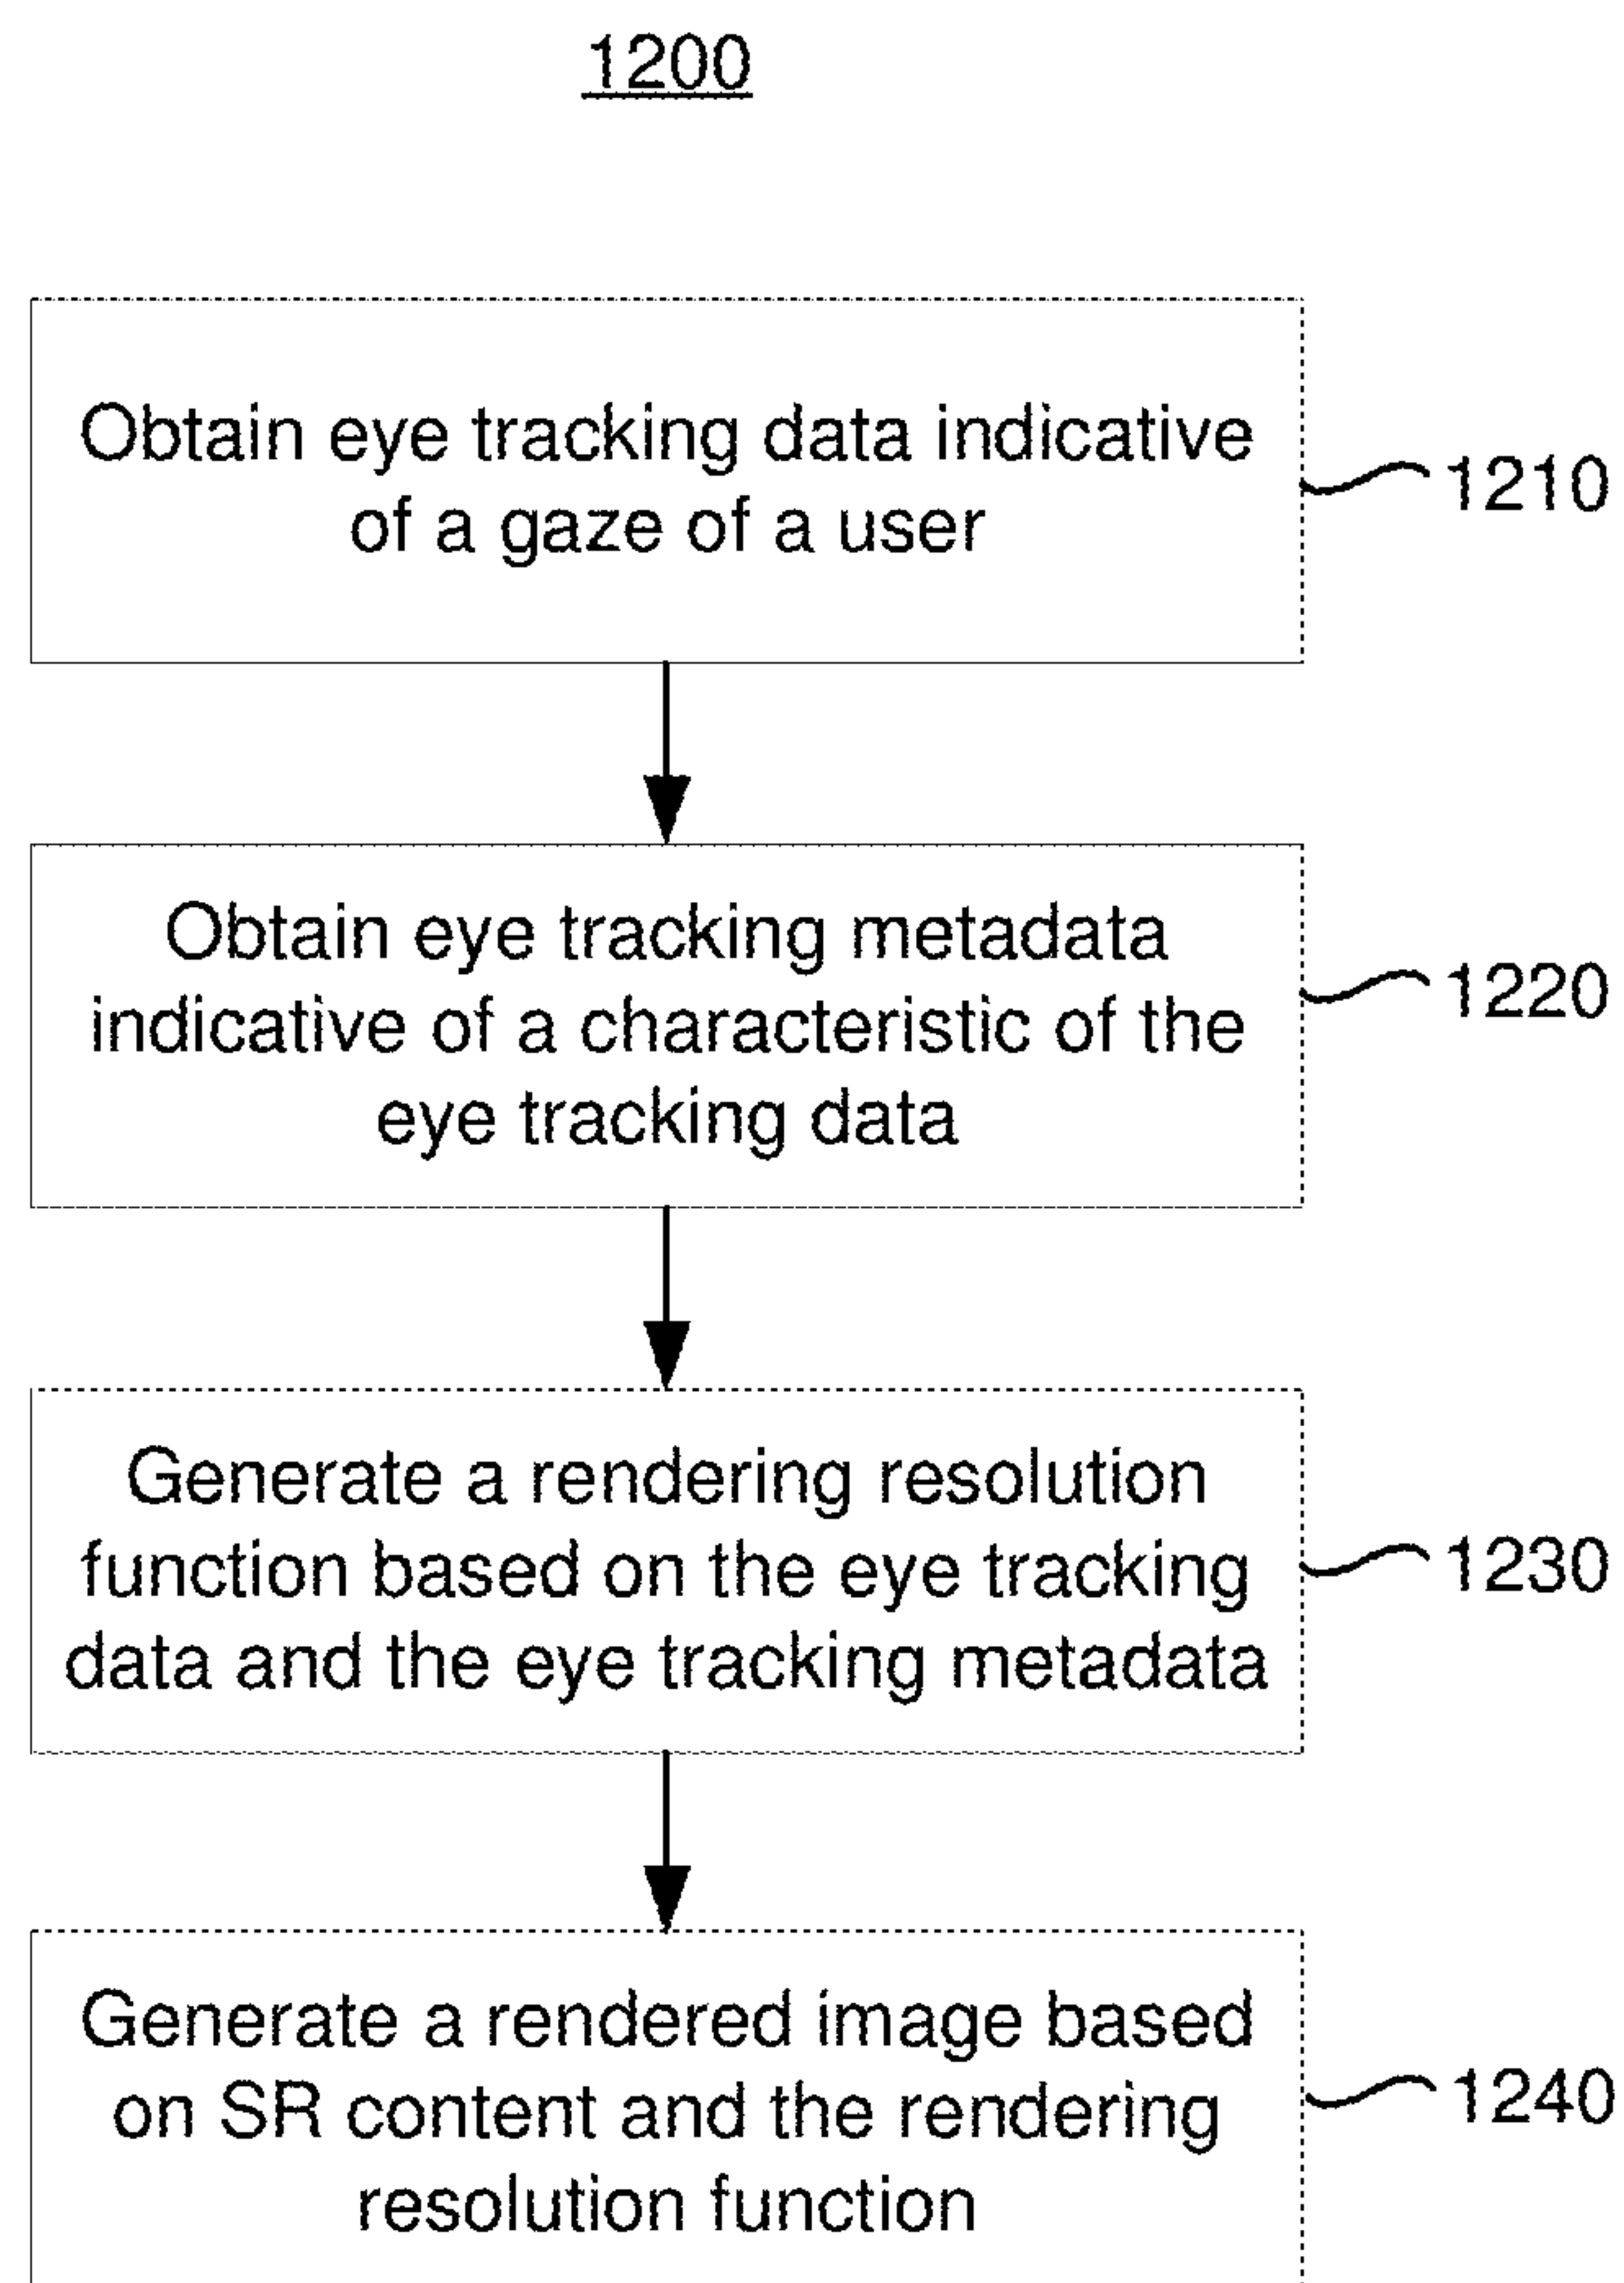 1200
Obtain eye tracking data indicative
of a gaze of a user
1210
Obtain eye tracking metadata
indicative of a characteristic of the
eye tracking data
1220
Generate a rendering resolution
function based on the eye tracking
data and the eye tracking metadata
1230
Generate a rendered image based
on SR content and the rendering
resolution function
1240